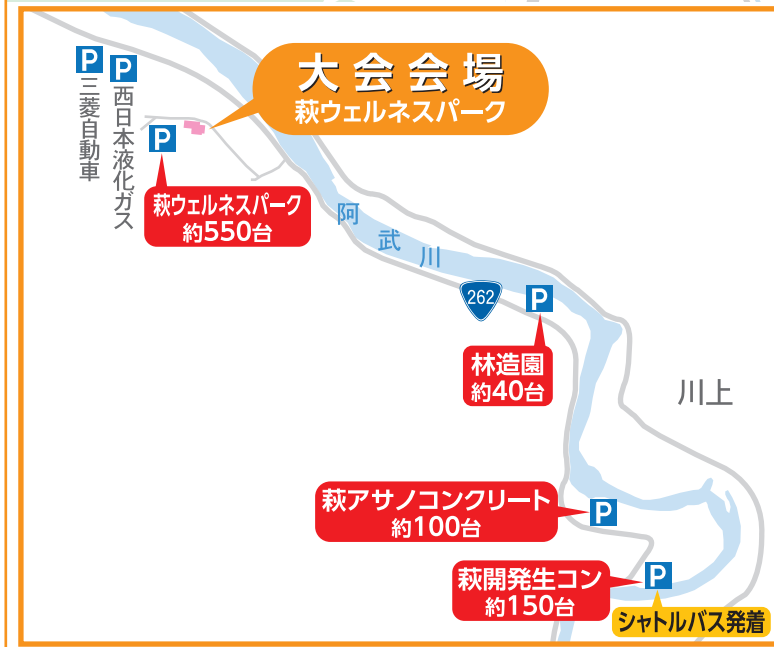 P
P
三菱自動車
西日本液化ガス
大会会場
萩ウェルネスパーク
P
萩ウェルネスパーク
約550台
阿武川
262
P
林造園
約40台
川上
萩アサノコンクリート
約100台
P
萩開発生コン
約150台
P
シャトルバス発着